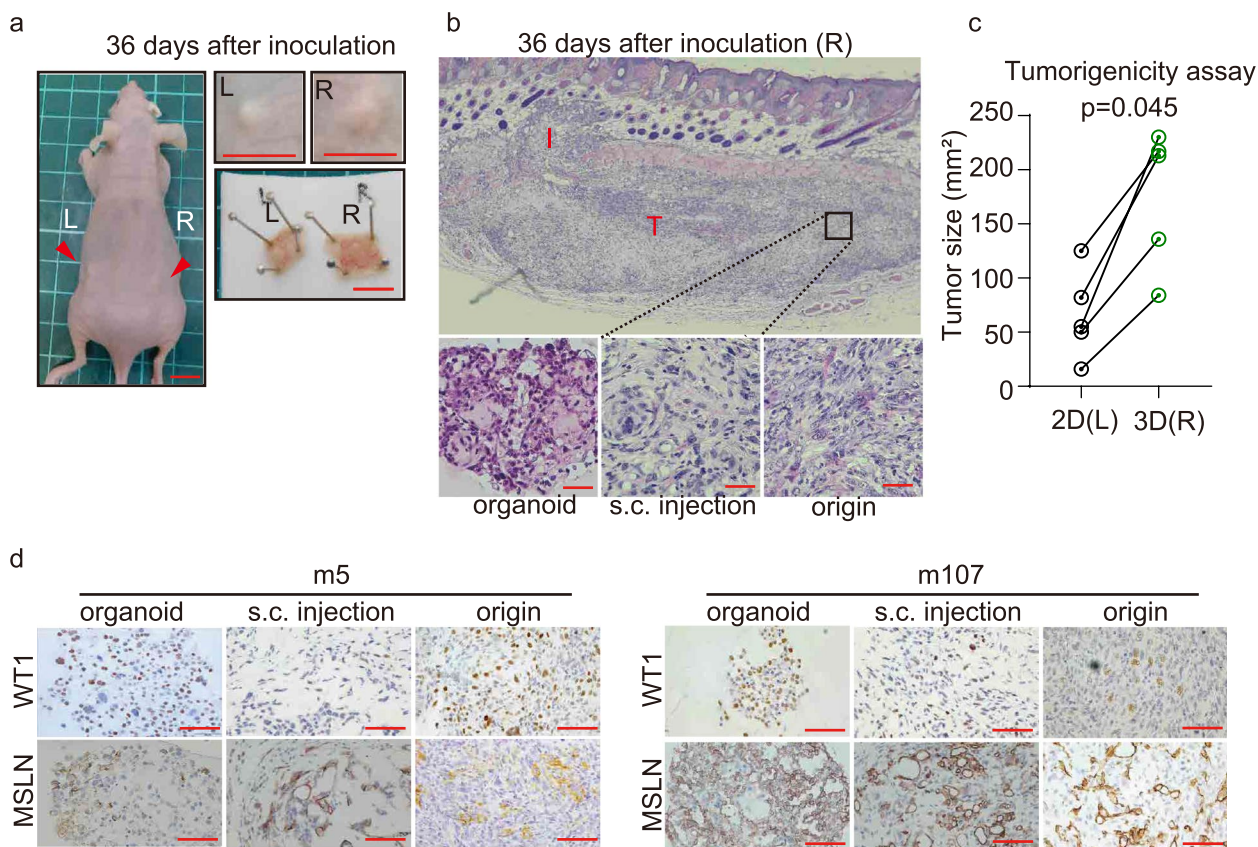 a
36 days after inoculation
L
R
L
R
L
R
b
36 days after inoculation (R)
I
T
organoid
s.c. injection
origin
c
Tumorigenicity assay
p=0.045
Tumor size (mm²)
250
200
150
100
50
0
2D(L)
3D(R)
d
m5
organoid
s.c. injection
origin
WT1
MSLN
m107
organoid
s.c. injection
origin
WT1
MSLN